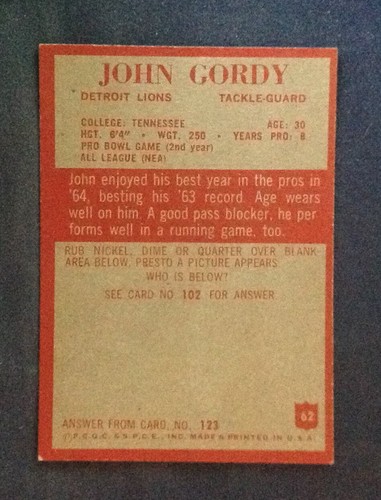 JOHN GORDY
DETROIT LIONS TACKLE-GUARD
COLLEGE: TENNESSEE AGE: 30
HGT. 6'4" • WGT. 250 • YEARS PRO: 8
PRO BOWL GAME (2nd year)
ALL LEAGUE (NEA)
John enjoyed his best year in the pros in
'64, besting his '63 record. Age wears
well on him. A good pass blocker, he per
forms well in a running game, too.
RUB NICKEL, DIME OR QUARTER OVER BLANK
AREA BELOW. PRESTO A PICTURE APPEARS.
WHO IS BELOW?
SEE CARD NO. 102 FOR ANSWER
62
ANSWER FROM CARD, NO. 123
© P.C.G.C. & S.P.C.E., IND. MADE & PRINTED IN U.S.A.